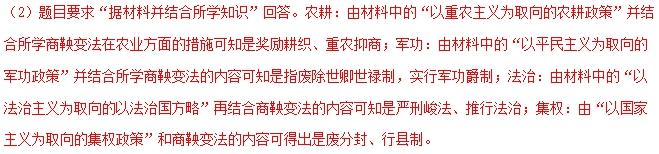 （2）题目要求“据材料并结合所学知识”回答。农耕：由材料中的“以重农主义为取向的农耕政策”并结
合所学商鞅变法在农业方面的措施可知是奖励耕织、重农抑商；军功：由材料中的“以平民主义为取向的
军功政策”并结合所学商鞅变法的内容可知是指废除世卿世禄制，实行军功爵制；法治：由材料中的“以
法治主义为取向的以法治国方略”再结合商鞅变法的内容可知是严刑峻法、推行法治；集权：由“以国家
主义为取向的集权政策”和商鞅变法的内容可得出是废分封、行县制。